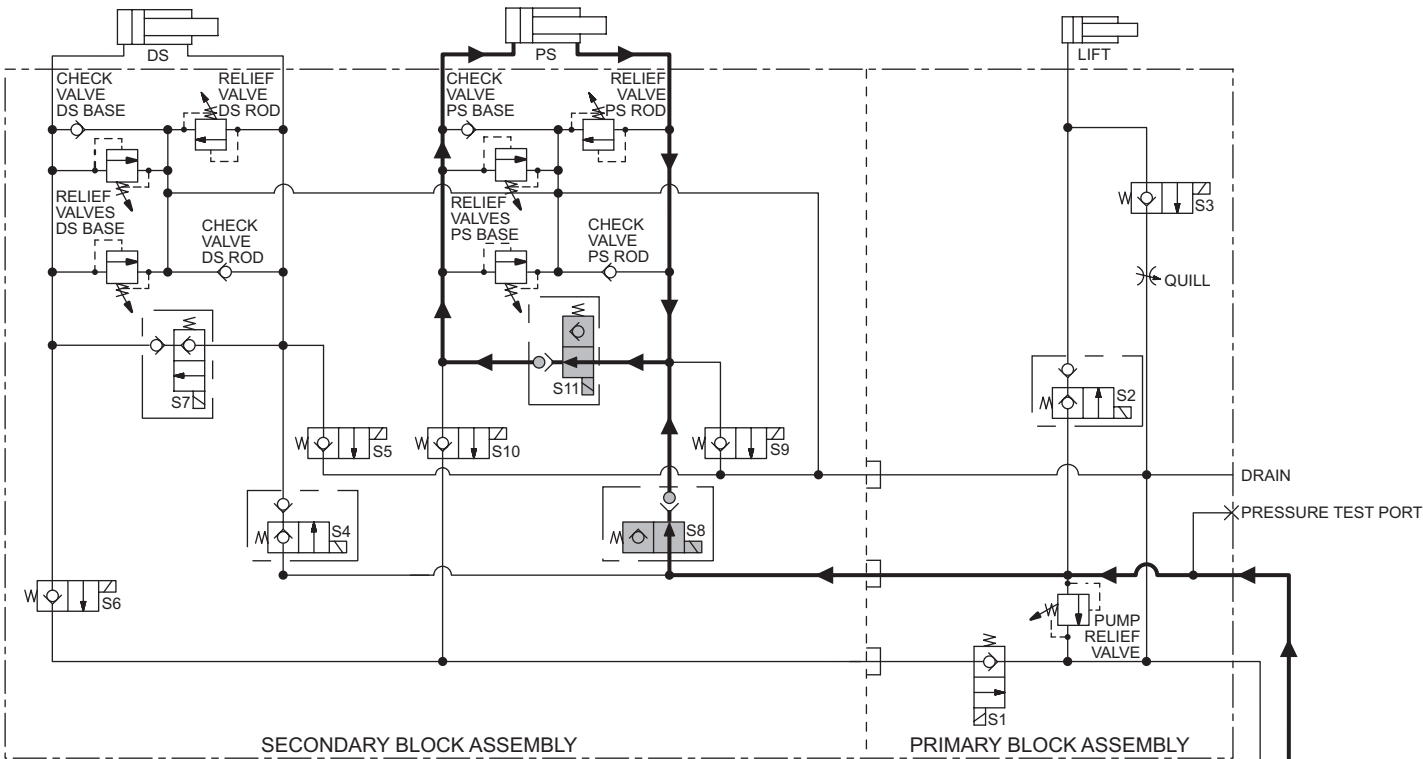 DS
PS
LIFT
CHECK
VALVE
DS BASE
RELIEF
VALVE
DS ROD
CHECK
VALVE
PS BASE
RELIEF
VALVE
PS ROD
RELIEF
VALVES
DS BASE
CHECK
VALVE
DS ROD
RELIEF
VALVES
PS BASE
CHECK
VALVE
PS ROD
S3
QUILL
S7
S11
S2
S5
S10
S9
DRAIN
PRESSURE TEST PORT
S4
S8
S6
PUMP
RELIEF
VALVE
S1
SECONDARY BLOCK ASSEMBLY
PRIMARY BLOCK ASSEMBLY